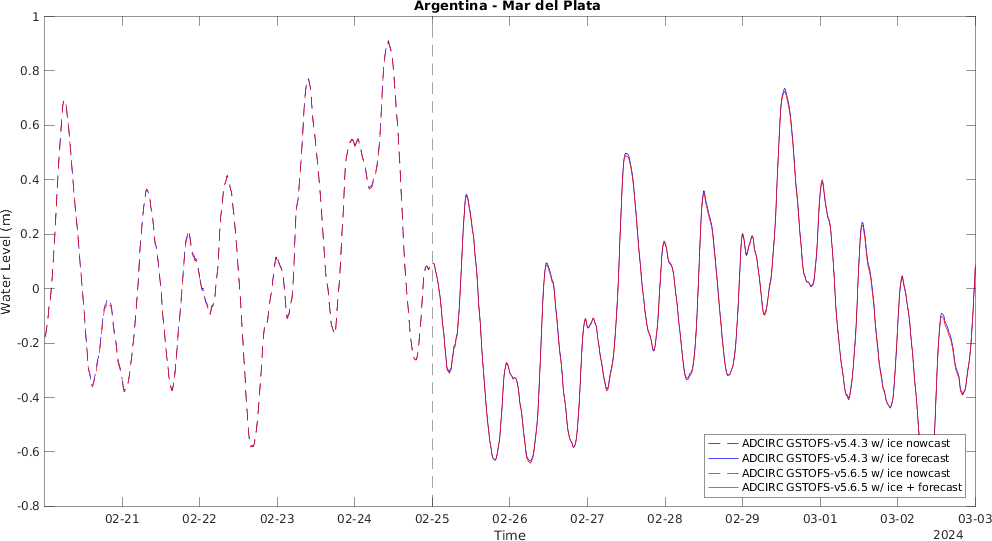 Argentina - Mar del Plata
1
0.8
0.6
0.4
0.2
0
-0.2
-0.4
-0.6
-0.8
Water Level (m)
ADCIRC GSTOFS-v5.4.3 w/ ice nowcast
ADCIRC GSTOFS-v5.4.3 w/ ice forecast
ADCIRC GSTOFS-v5.6.5 w/ ice nowcast
ADCIRC GSTOFS-v5.6.5 w/ ice + forecast
02-21 02-22 02-23 02-24 02-25 02-26 02-27 02-28 02-29 03-01 03-02 03-03
Time
2024